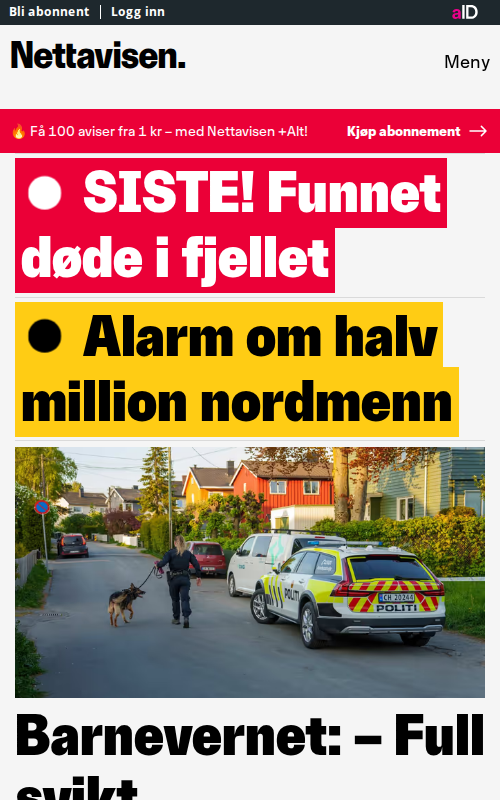 Bli abonnent | Logg inn
aID
Nettavisen.
Meny
🔥 Få 100 aviser fra 1 kr – med Nettavisen +Alt! Kjøp abonnement →
SISTE! Funnet
døde i fjellet
Alarm om halv
million nordmenn
POLITI
POLITI
CH 20244
Barnevernet: – Full
svikt